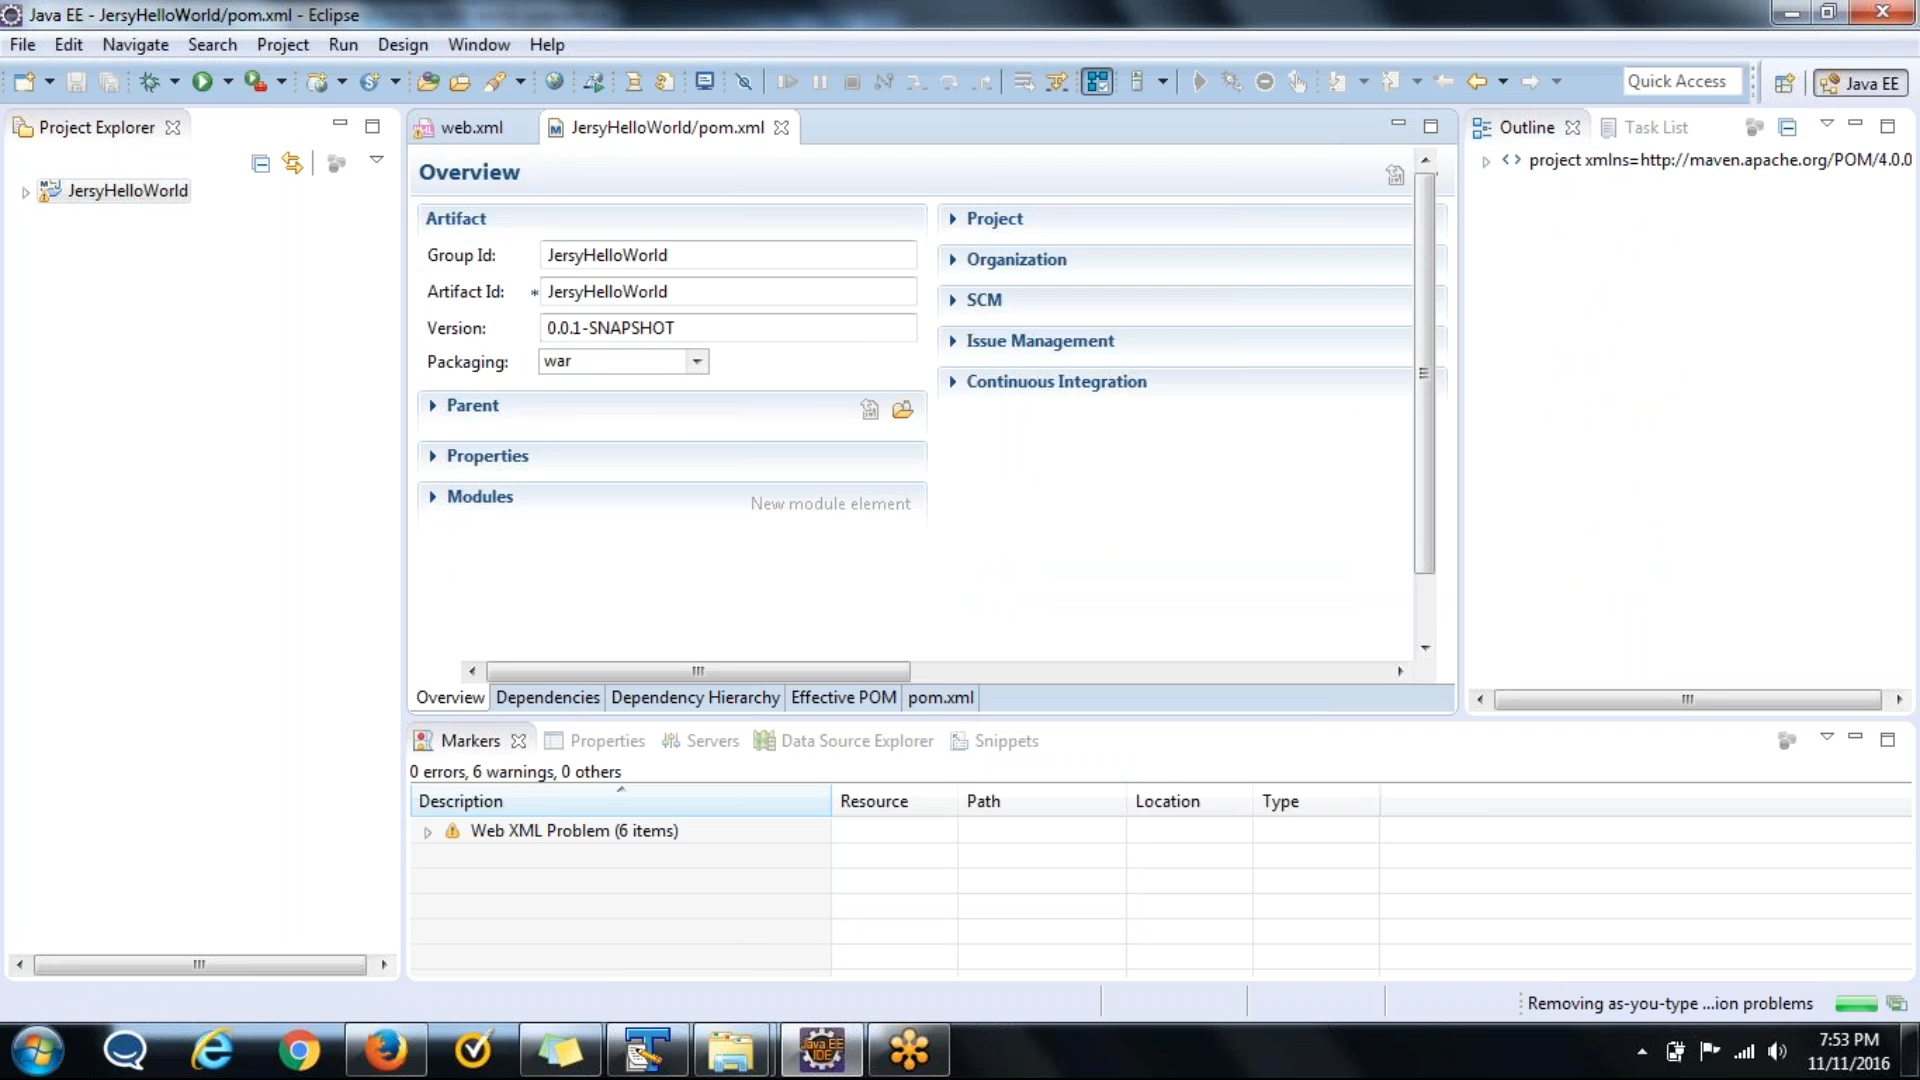 Java EE - JersyHelloWorld/pom.xml - Eclipse
File Edit Navigate Search Project Run Design Window Help
Quick Access
Java EE
Project Explorer
JersyHelloWorld
web.xml
JersyHelloWorld/pom.xml
Overview
Artifact
Group Id: JersyHelloWorld
Artifact Id: * JersyHelloWorld
Version: 0.0.1-SNAPSHOT
Packaging: war
Parent
Properties
Modules
New module element
Project
Organization
SCM
Issue Management
Continuous Integration
Overview Dependencies Dependency Hierarchy Effective POM pom.xml
Outline Task List
project xmlns=http://maven.apache.org/POM/4.0.0
Markers Properties Servers Data Source Explorer Snippets
0 errors, 6 warnings, 0 others
Description Resource Path Location Type
Web XML Problem (6 items)
Removing as-you-type ...ion problems
Java EE
IDE
7:53 PM
11/11/2016